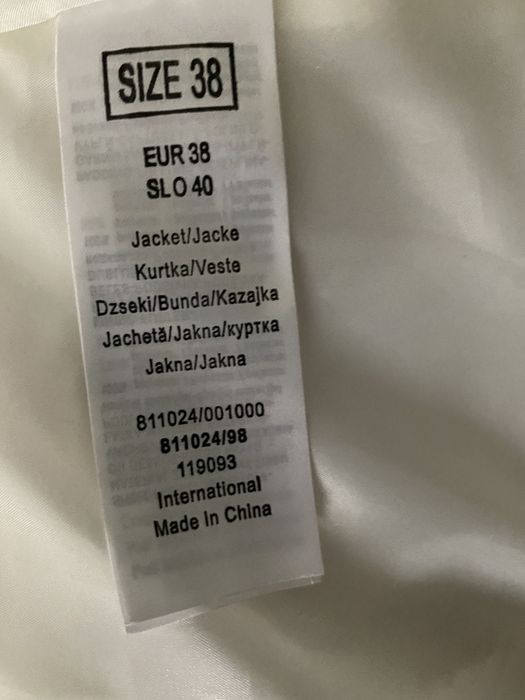 SIZE 38
EUR 38
SLO 40
Jacket/Jacke
Kurtka/Veste
Dzseki/Bunda/Kazajka
Jachetă/Jakna/куртка
Jakna/Jakna
811024/001000
811024/98
119093
International
Made In China